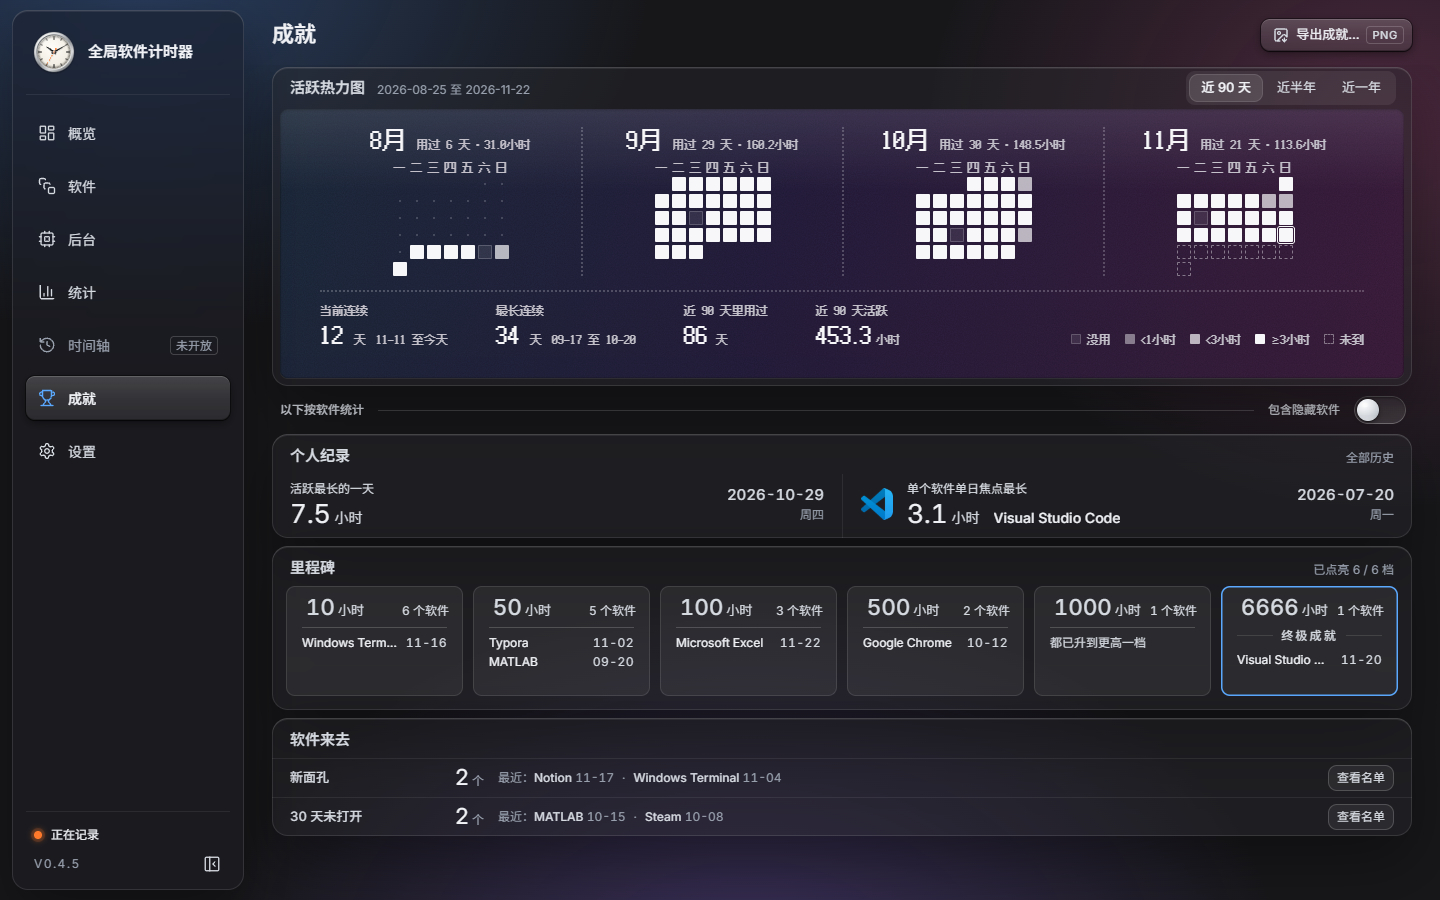 全局软件计时器
概览
软件
后台
统计
时间轴 未开放
成就
设置
正在记录
V0.4.5
成就
导出成就... PNG
活跃热力图 2026-08-25 至 2026-11-22
近 90 天 近半年 近一年
8月 用过 6 天 · 31.0小时
一 二 三 四 五 六 日
9月 用过 29 天 · 160.2小时
一 二 三 四 五 六 日
10月 用过 30 天 · 148.5小时
一 二 三 四 五 六 日
11月 用过 21 天 · 113.6小时
一 二 三 四 五 六 日
当前连续
12 天 11-11 至今天
最长连续
34 天 09-17 至 10-20
近 90 天里用过
86 天
近 90 天活跃
453.3 小时
没用 <1小时 <3小时 ≥3小时 未到
以下按软件统计
包含隐藏软件
个人纪录
全部历史
活跃最长的一天
7.5 小时
2026-10-29
周四
单个软件单日焦点最长
3.1 小时 Visual Studio Code
2026-07-20
周一
里程碑
已点亮 6 / 6 档
10 小时 6 个软件
Windows Term... 11-16
50 小时 5 个软件
Typora 11-02
MATLAB 09-20
100 小时 3 个软件
Microsoft Excel 11-22
500 小时 2 个软件
Google Chrome 10-12
1000 小时 1 个软件
都已升到更高一档
6666 小时 1 个软件
终极成就
Visual Studio ... 11-20
软件来去
新面孔 2 个 最近： Notion 11-17 · Windows Terminal 11-04 查看名单
30 天未打开 2 个 最近： MATLAB 10-15 · Steam 10-08 查看名单